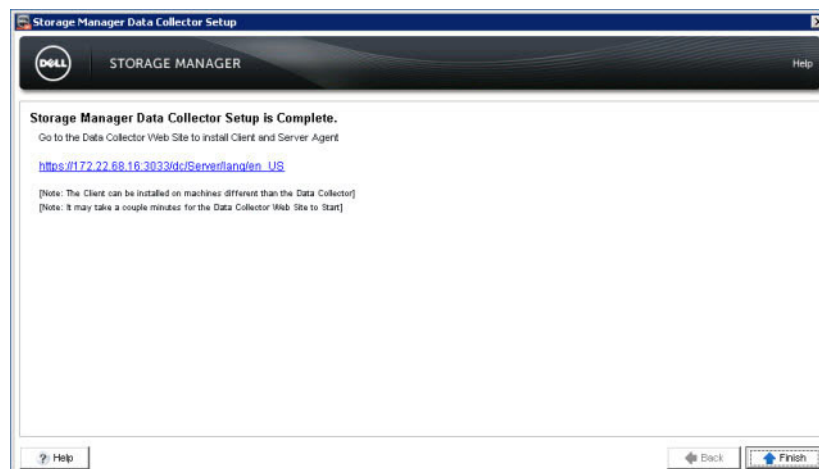 Storage Manager Data Collector Setup
DELL
STORAGE MANAGER
Help
Storage Manager Data Collector Setup is Complete.
Go to the Data Collector Web Site to install Client and Server Agent
https://172.22.68.16:3033/dc/Server/lang/en_US
[Note: The Client can be installed on machines different than the Data Collector]
[Note: It may take a couple minutes for the Data Collector Web Site to Start]
? Help
Back
Finish